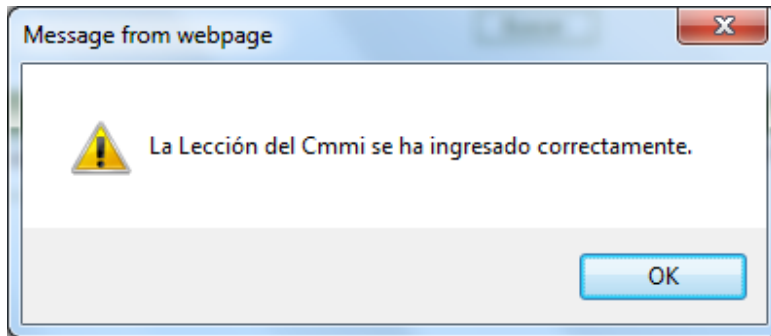 Message from webpage
La Lección del Cmmi se ha ingresado correctamente.
OK